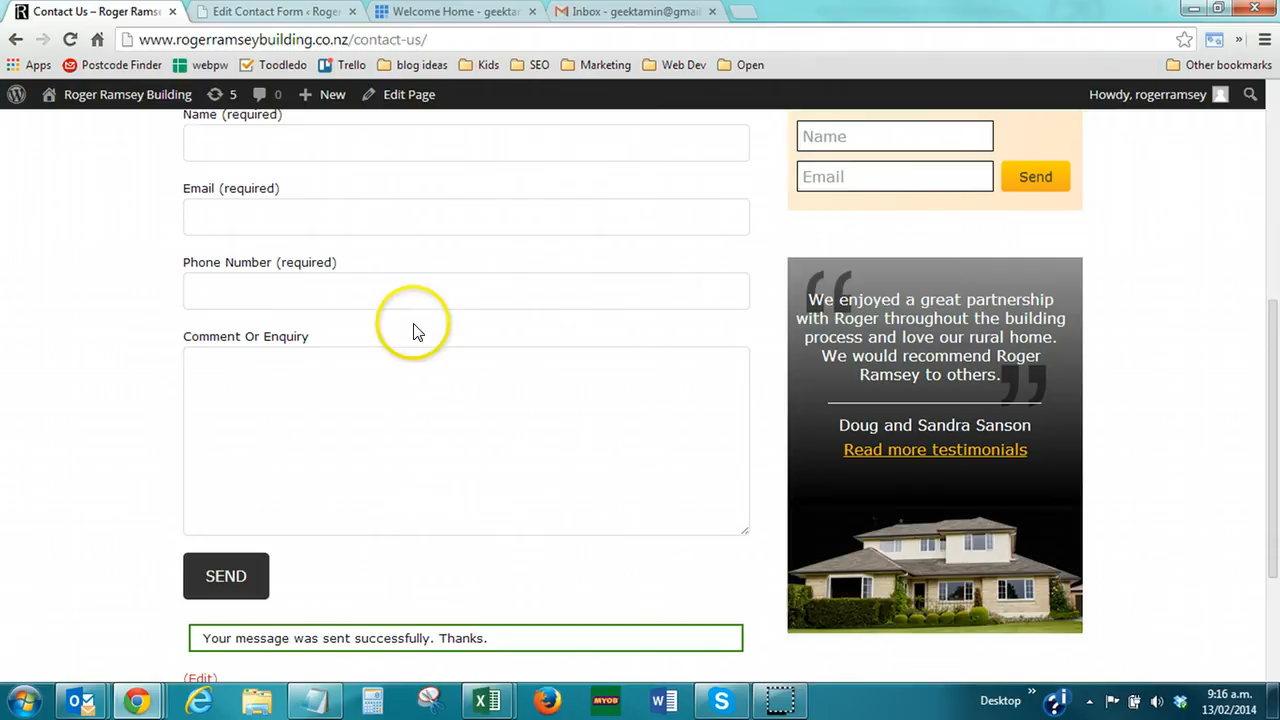 Contact Us – Roger Rams
Edit Contact Form ‹ Roger
Welcome Home - geekta
Inbox - geektamin@gmai
www.rogerramseybuilding.co.nz/contact-us/
Apps
Postcode Finder
webpw
Toodledo
Trello
blog ideas
Kids
SEO
Marketing
Web Dev
Open
Other bookmarks
Roger Ramsey Building
5
0
New
Edit Page
Howdy, rogerramsey
Name (required)
Email (required)
Phone Number (required)
Comment Or Enquiry
SEND
Your message was sent successfully. Thanks.
(Edit)
Name
Email
Send
We enjoyed a great partnership
with Roger throughout the building
process and love our rural home.
We would recommend Roger
Ramsey to others.
Doug and Sandra Sanson
Read more testimonials
MYOB
Desktop
9:16 a.m.
13/02/2014